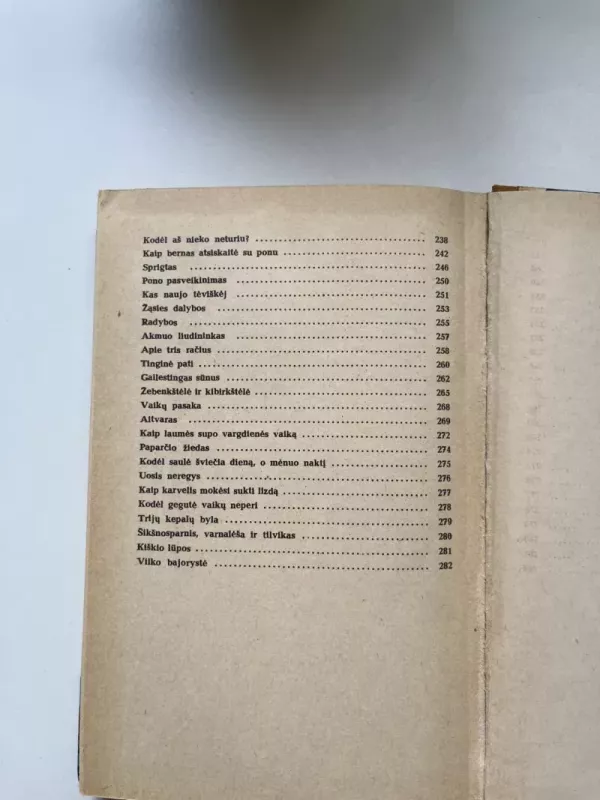 Kodėl aš nieko neturiu? 238
Kaip bernas atsiskaitė su ponu 242
Sprigtas 246
Pono pasveikinimas 250
Kas naujo tėviškėj 251
Žąsies dalybos 253
Radybos 255
Akmuo liudininkas 257
Apie tris račius 258
Tinginė pati 260
Gailestingas sūnus 262
Žebenkštėlė ir kibirkštėlė 265
Vaikų pasaka 268
Aitvaras 269
Kaip laumės supo vargdienės vaiką 272
Paparčio žiedas 274
Kodėl saulė šviečia dieną, o mėnuo naktį 275
Uosis neregys 276
Kaip karvelis mokėsi sukti lizdą 277
Kodėl gegutė vaikų neperi 278
Trijų kepalų byla 279
Šikšnosparnis, varnalėša ir tilvikas 280
Kiškio lūpos 281
Vilko bajorystė 282